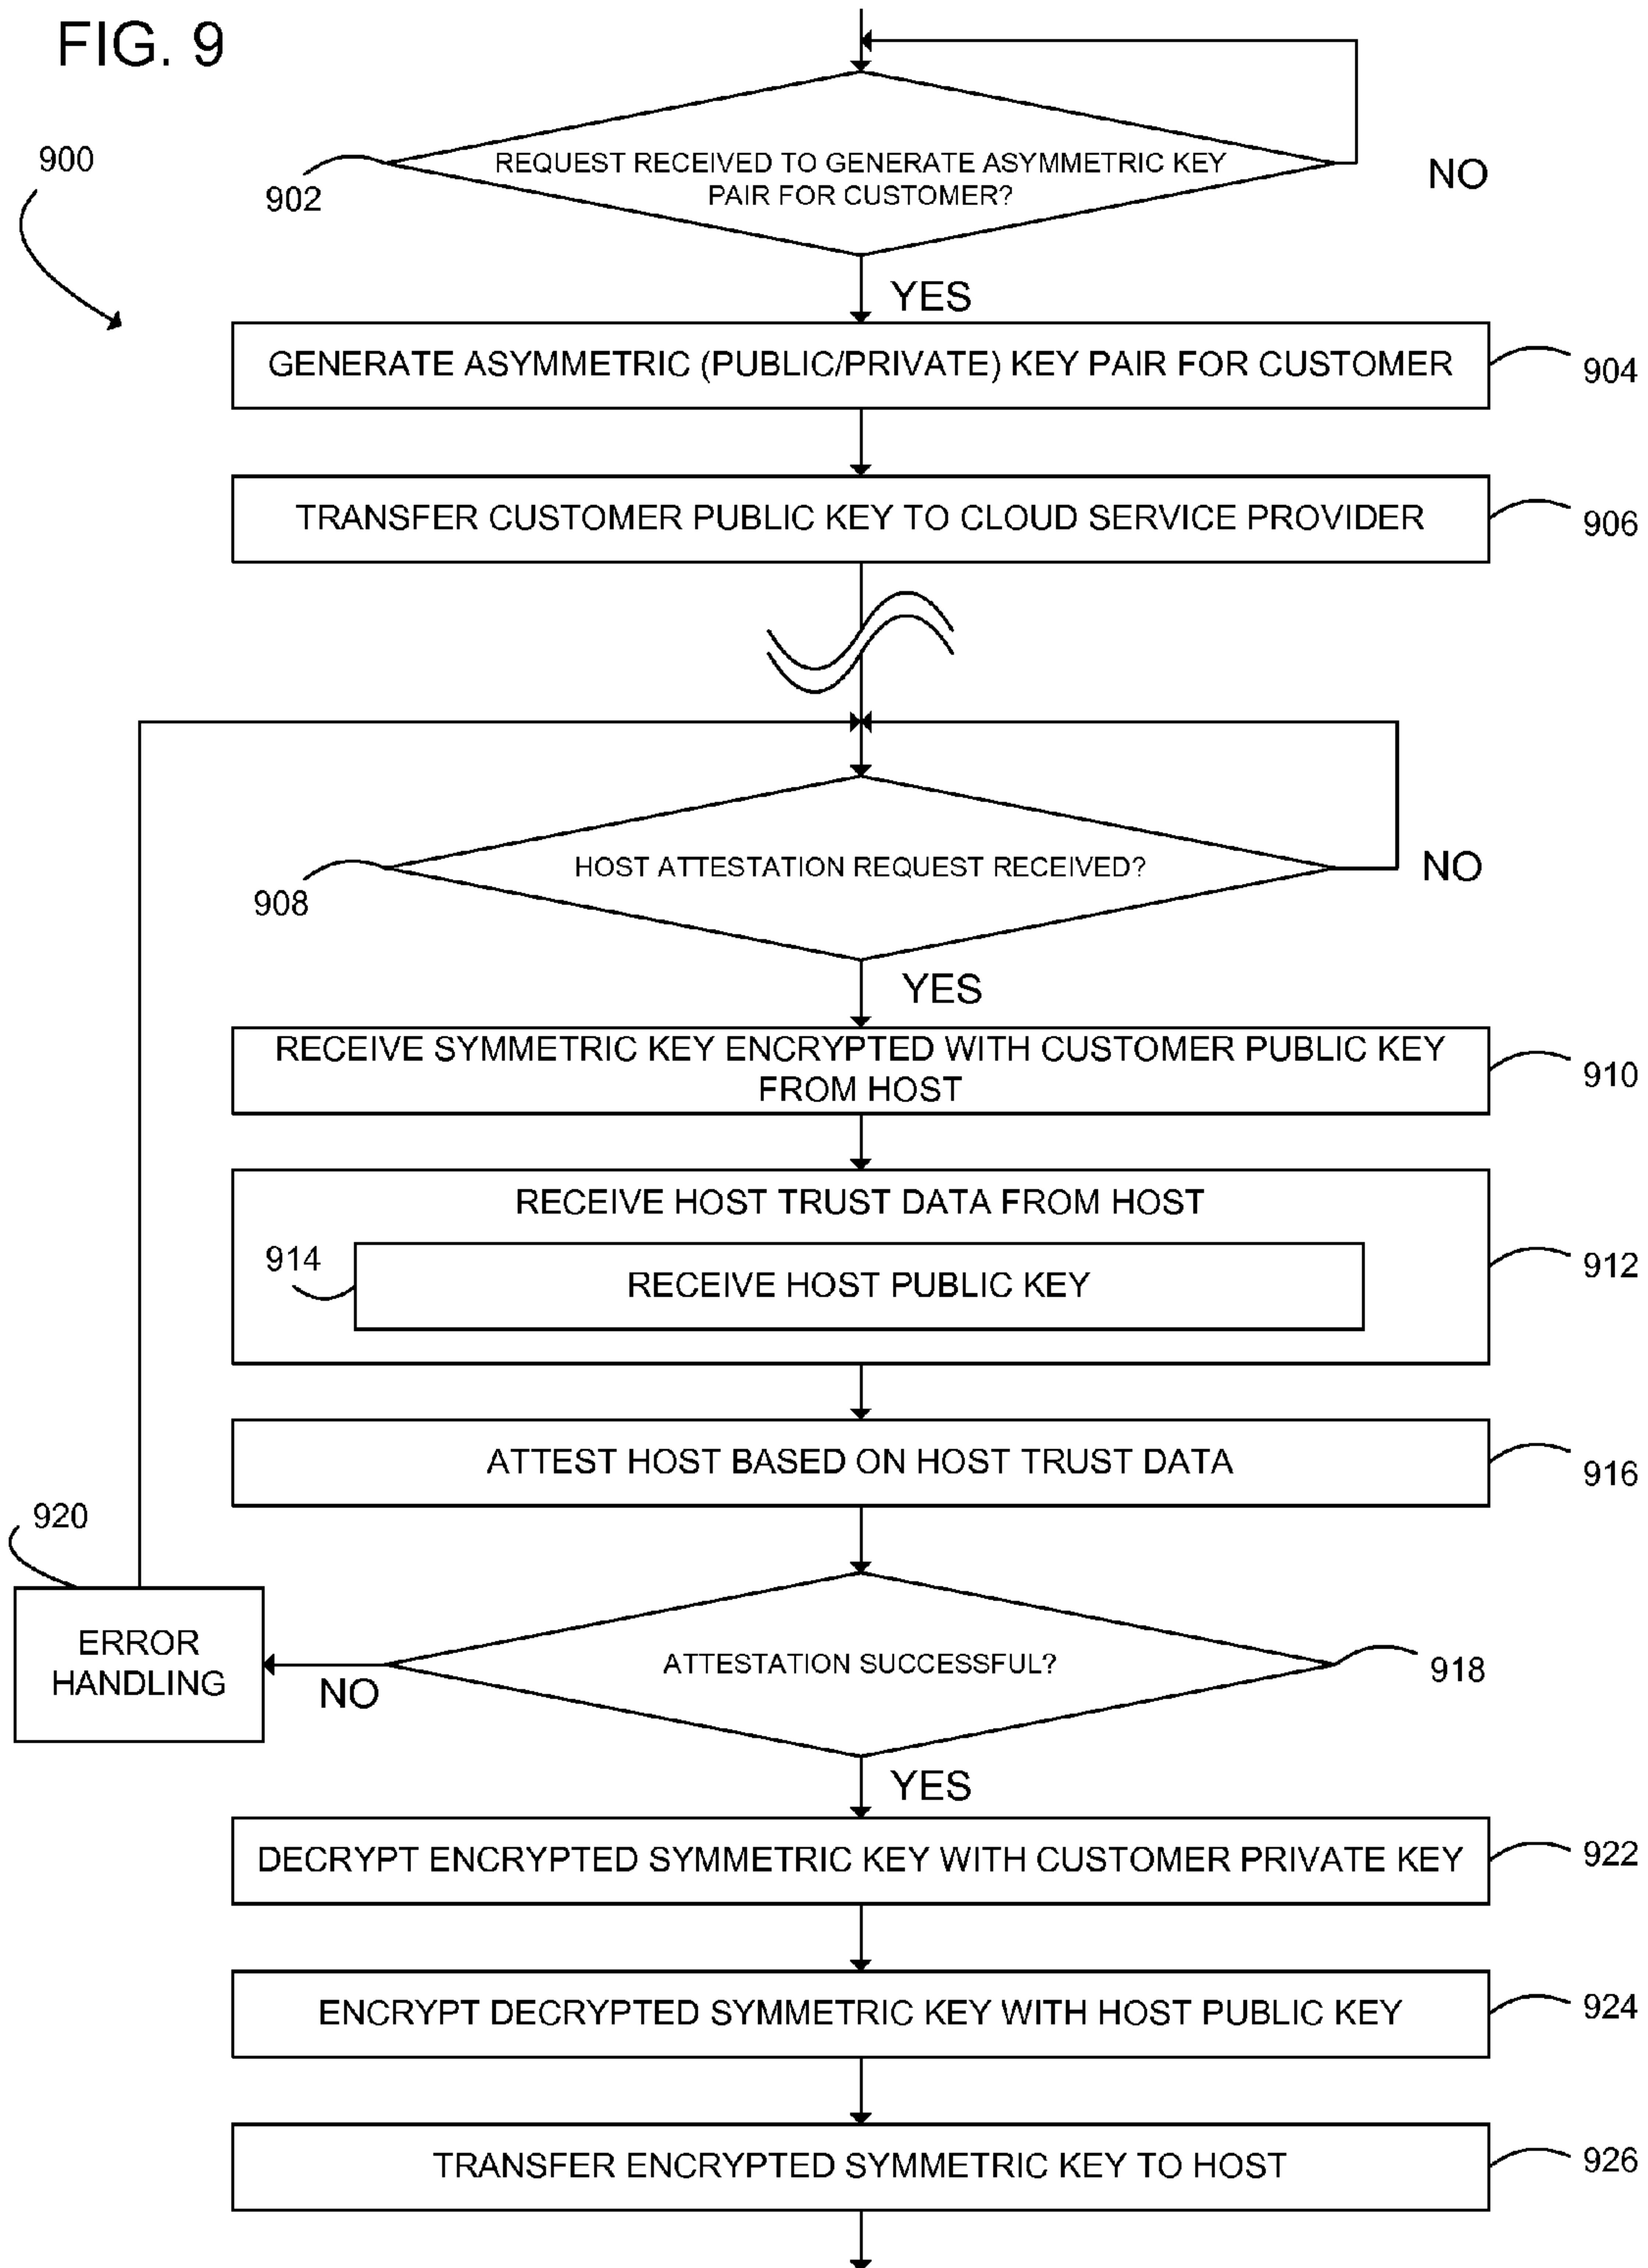 FIG. 9
900
902
REQUEST RECEIVED TO GENERATE ASYMMETRIC KEY
PAIR FOR CUSTOMER?
NO
YES
GENERATE ASYMMETRIC (PUBLIC/PRIVATE) KEY PAIR FOR CUSTOMER
904
TRANSFER CUSTOMER PUBLIC KEY TO CLOUD SERVICE PROVIDER
906
HOST ATTESTATION REQUEST RECEIVED?
NO
908
YES
RECEIVE SYMMETRIC KEY ENCRYPTED WITH CUSTOMER PUBLIC KEY
FROM HOST
910
RECEIVE HOST TRUST DATA FROM HOST
914
RECEIVE HOST PUBLIC KEY
912
ATTEST HOST BASED ON HOST TRUST DATA
916
920
ERROR
HANDLING
NO
ATTESTATION SUCCESSFUL?
918
YES
DECRYPT ENCRYPTED SYMMETRIC KEY WITH CUSTOMER PRIVATE KEY
922
ENCRYPT DECRYPTED SYMMETRIC KEY WITH HOST PUBLIC KEY
924
TRANSFER ENCRYPTED SYMMETRIC KEY TO HOST
926